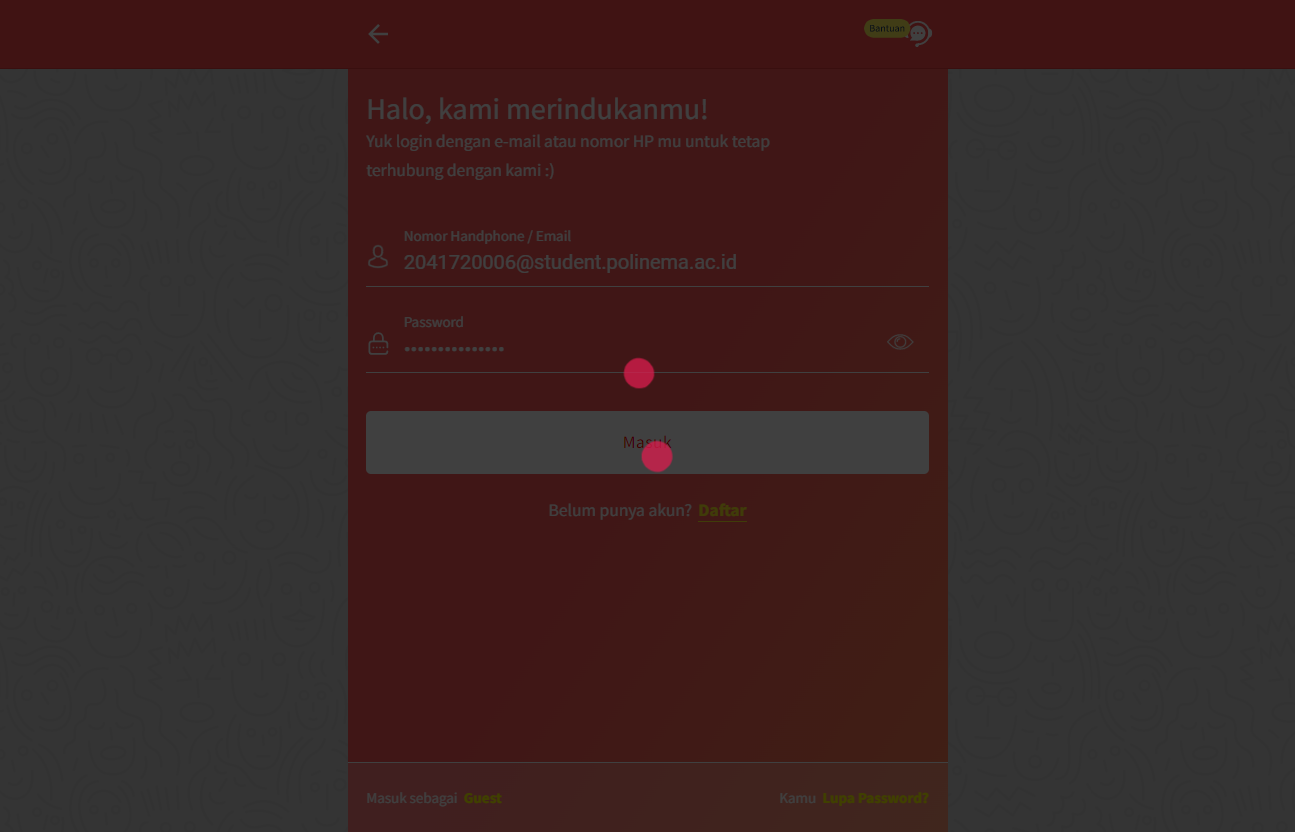 Bantuan
Halo, kami merindukanmu!
Yuk login dengan e-mail atau nomor HP mu untuk tetap
terhubung dengan kami :)
Nomor Handphone / Email
2041720006@student.polinema.ac.id
Password
•••••••••••••••
Masuk
Belum punya akun? Daftar
Masuk sebagai Guest
Kamu Lupa Password?